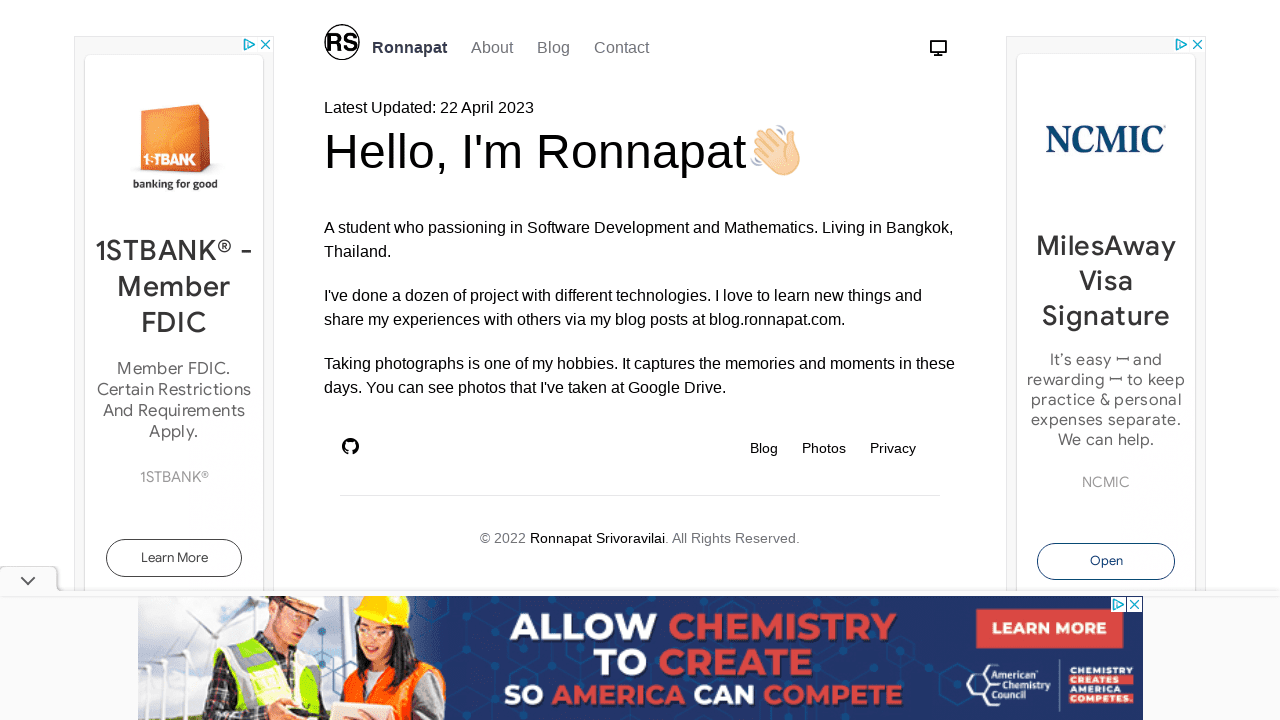 RS
Ronnapat About Blog Contact
Latest Updated: 22 April 2023
Hello, I'm Ronnapat👋🏻
A student who passioning in Software Development and Mathematics. Living in Bangkok,
Thailand.
I've done a dozen of project with different technologies. I love to learn new things and
share my experiences with others via my blog posts at blog.ronnapat.com.
Taking photographs is one of my hobbies. It captures the memories and moments in these
days. You can see photos that I've taken at Google Drive.
Blog Photos Privacy
© 2022 Ronnapat Srivoravilai. All Rights Reserved.
1STBANK
banking for good
1STBANK® -
Member
FDIC
Member FDIC.
Certain Restrictions
And Requirements
Apply.
1STBANK®
Learn More
NCMIC®
MilesAway
Visa
Signature
It's easy ꟷ and
rewarding ꟷ to keep
practice & personal
expenses separate.
We can help.
NCMIC
Open
ALLOW CHEMISTRY
TO CREATE
SO AMERICA CAN COMPETE
LEARN MORE
American
Chemistry
Council
CHEMISTRY
CREATES
AMERICA
COMPETES.